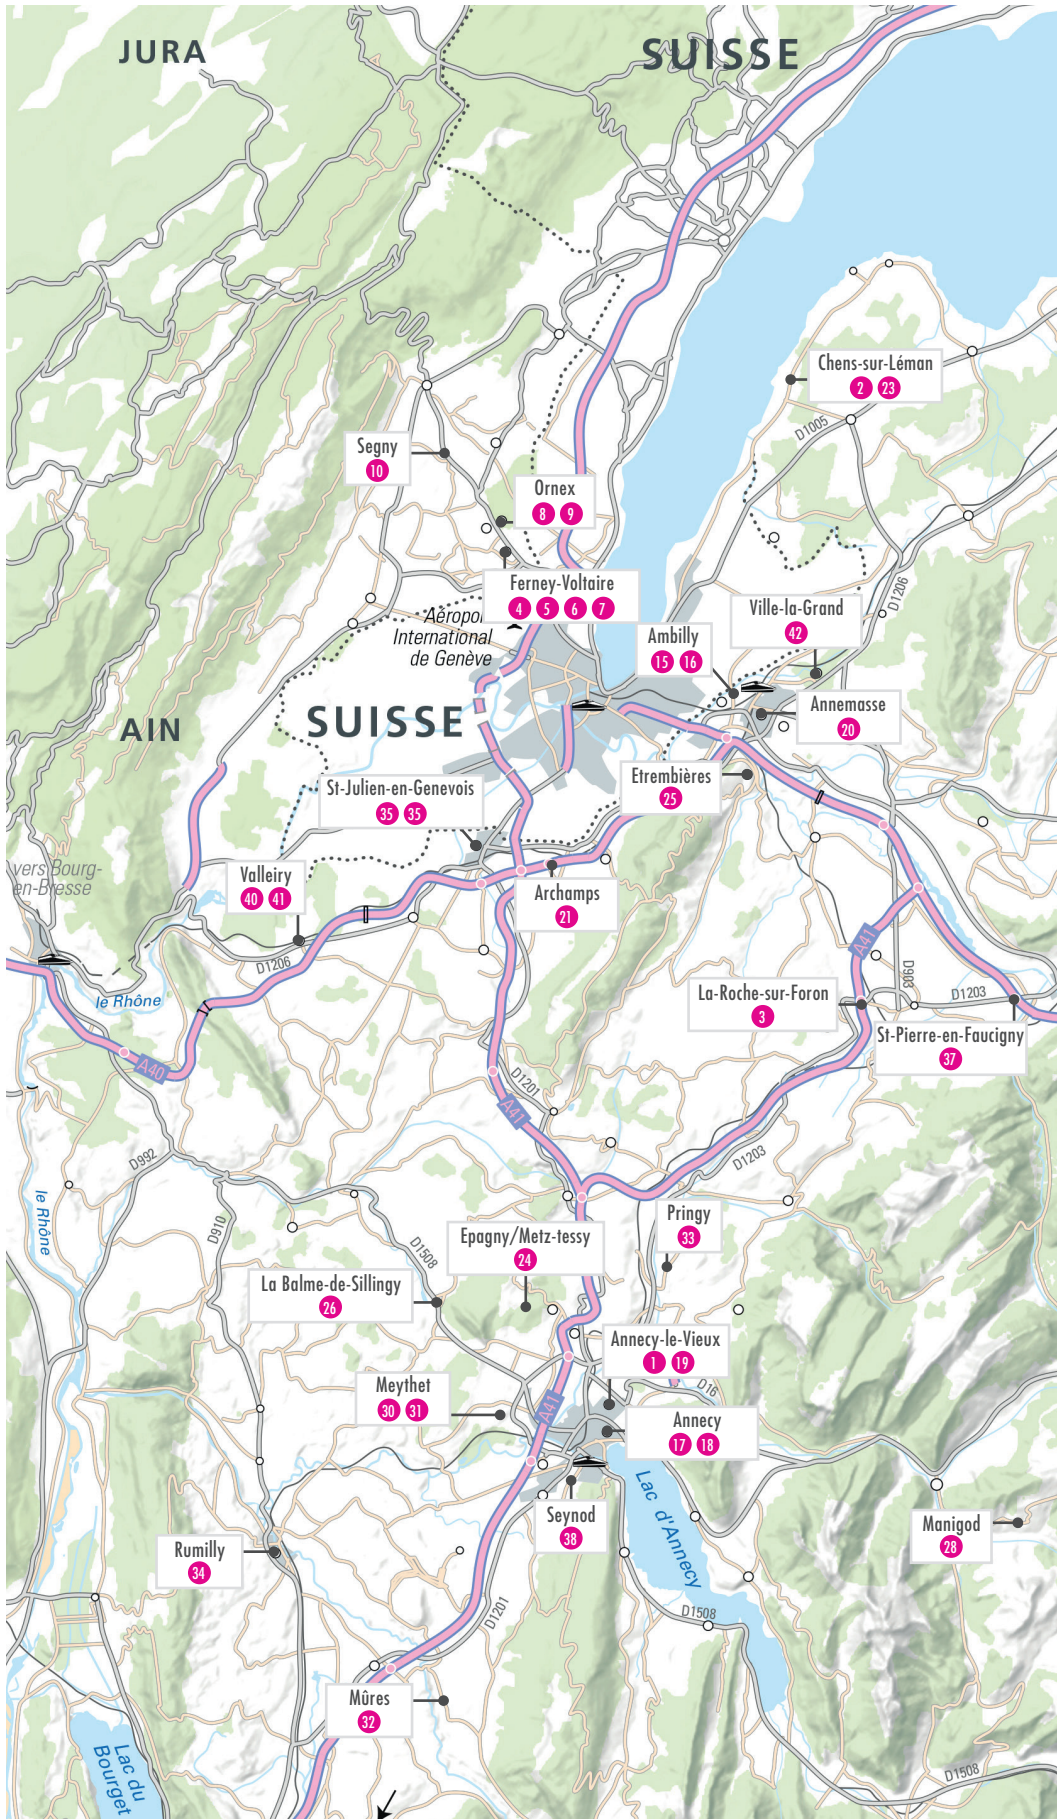 JURA
SUISSE
Chens-sur-Léman
2 23
D1005
Segny
10
Ornex
8 9
D1206
Ferney-Voltaire
4 5 6 7
Ville-la-Grand
42
Aéropor
International
de Genève
Ambilly
15 16
Annemasse
20
AIN
SUISSE
Etrembières
25
St-Julien-en-Genevois
35 35
vers Bourg-
en-Bresse
Valleiry
40 41
Archamps
21
A41
D1206
D903
le Rhône
La-Roche-sur-Foron
3
D1203
St-Pierre-en-Faucigny
37
A40
D1201
A41
D992
D1203
le Rhône
D910
Pringy
33
Epagny/Metz-tessy
24
D1508
La Balme-de-Sillingy
26
Annecy-le-Vieux
1 19
D16
Meythet
30 31
A41
Annecy
17 18
Lac d'Annecy
Seynod
38
Manigod
28
Rumilly
34
D1201
D1508
Mûres
32
Lac du
Bourget
D1508